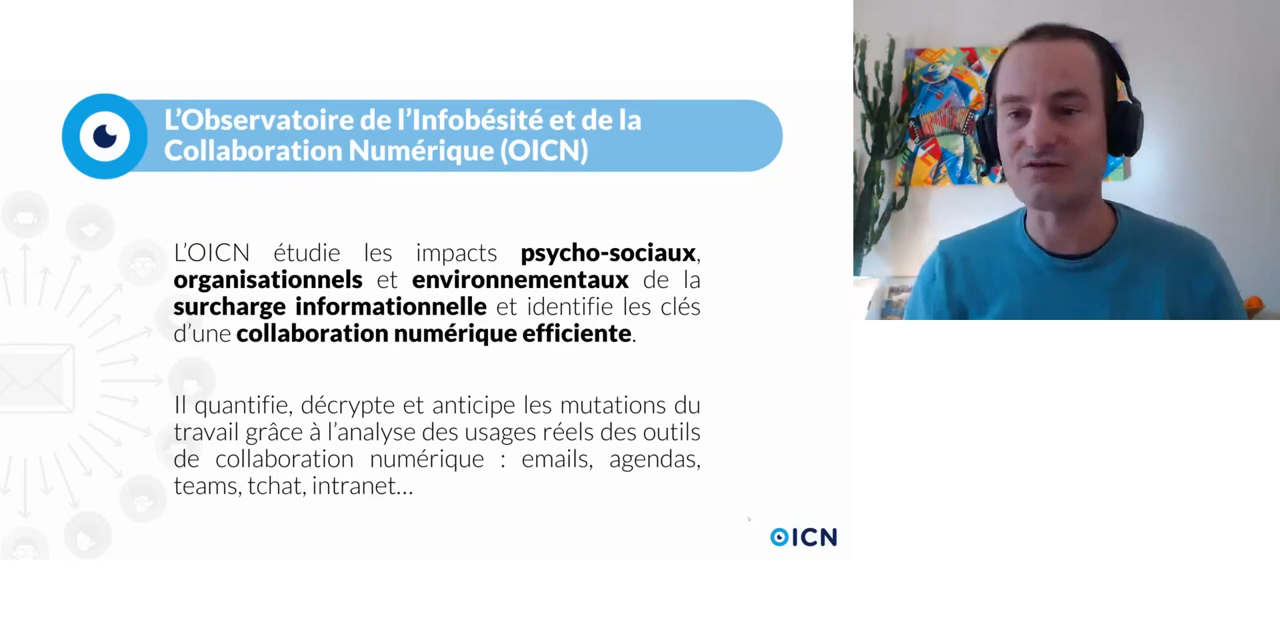 L’Observatoire de l’Infobésité et de la
Collaboration Numérique (OICN)
L’OICN étudie les impacts psycho-sociaux,
organisationnels et environnementaux de la
surcharge informationnelle et identifie les clés
d’une collaboration numérique efficiente.
Il quantifie, décrypte et anticipe les mutations du
travail grâce à l’analyse des usages réels des outils
de collaboration numérique : emails, agendas,
teams, tchat, intranet...
OICN